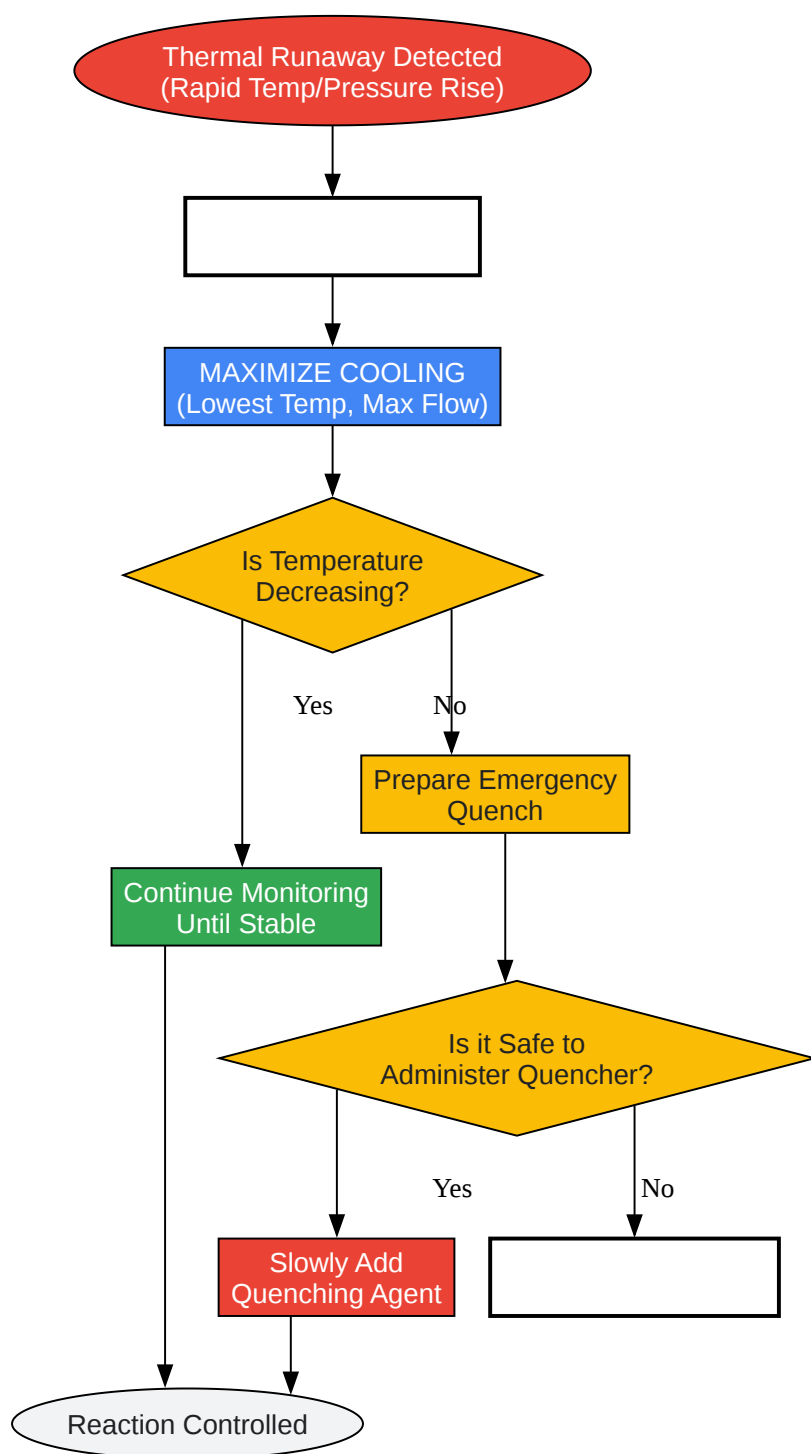 Thermal Runaway Detected
(Rapid Temp/Pressure Rise)
MAXIMIZE COOLING
(Lowest Temp, Max Flow)
Is Temperature
Decreasing?
Yes
No
Prepare Emergency
Quench
Continue Monitoring
Until Stable
Is it Safe to
Administer Quencher?
Yes
No
Slowly Add
Quenching Agent
Reaction Controlled